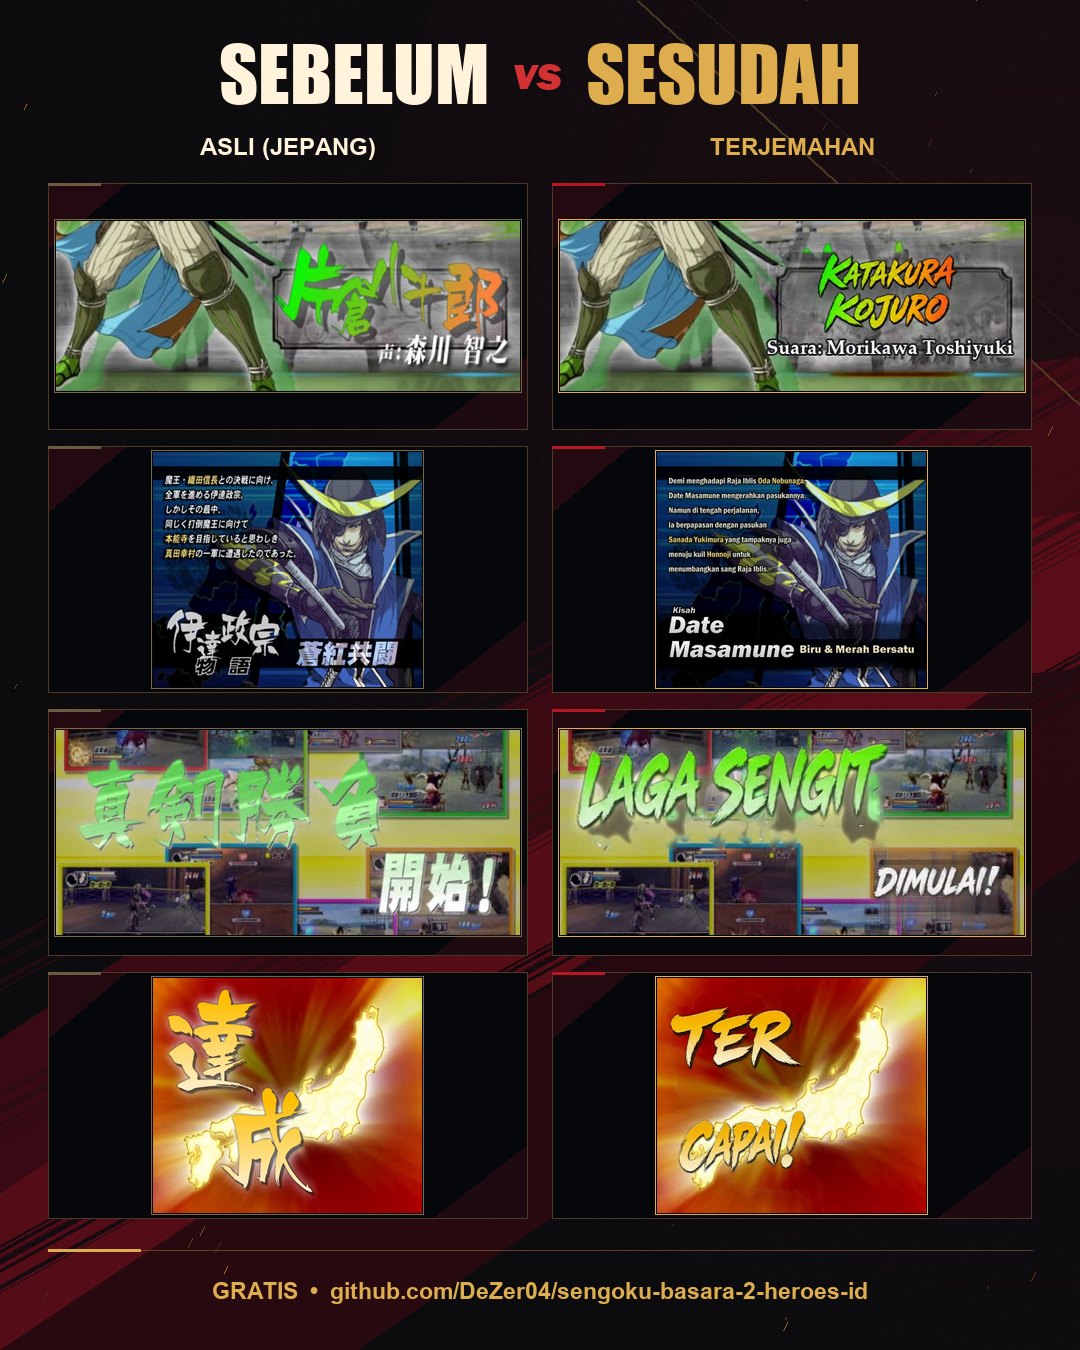 SEBELUM vs SESUDAH
ASLI (JEPANG)
TERJEMAHAN
片倉小十郎
声:森川 智之
KATAKURA
KOJURO
Suara: Morikawa Toshiyuki
魔王・織田信長との決戦に向け、
全軍を進める伊達政宗。
しかしその最中、
同じく打倒魔王に向けて
本能寺を目指していると思わしき
真田幸村の一軍に遭遇したのであった。
伊達政宗
物語
蒼紅共闘
Demi menghadapi Raja Iblis Oda Nobunaga,
Date Masamune mengerahkan pasukannya.
Namun di tengah perjalanan,
ia berpapasan dengan pasukan
Sanada Yukimura yang tampaknya juga
menuju kuil Honnoji untuk
menumbangkan sang Raja Iblis.
Kisah
Date
Masamune Biru & Merah Bersatu
真剣勝負
開始!
LAGA SENGIT
DIMULAI!
達
成
TER
CAPAI!
GRATIS • github.com/DeZer04/sengoku-basara-2-heroes-id